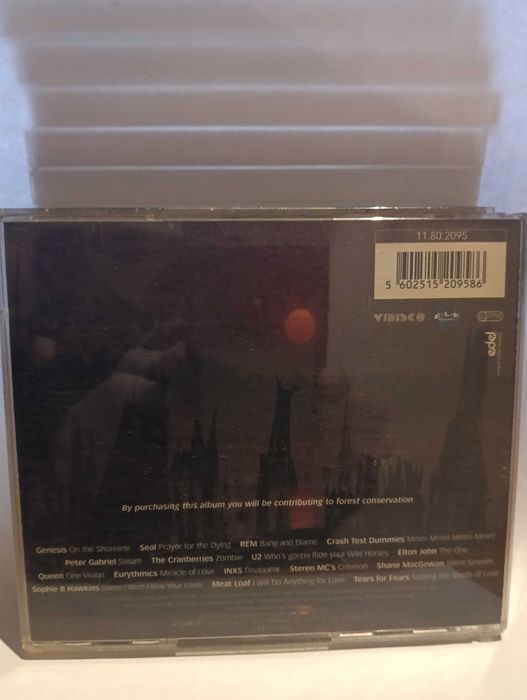 11.80.2095
5 602515 209586
VIDISCO
edel
By purchasing this album you will be contributing to forest conservation
Genesis On the Shoreline Seal Prayer for the Dying REM Bang and Blame Crash Test Dummies Mmm Mmm Mmm Mmm
Peter Gabriel Steam The Cranberries Zombie U2 Who's gonna Ride your Wild Horses Elton John The One
Queen One Vision Eurythmics Miracle of Love INXS Disappear Stereo MC's Creation Shane MacGowan Silent Scream
Sophie B Hawkins Damn I Wish I Was Your Lover Meat Loaf I Will Do Anything for Love Tears for Fears Sowing the Seeds of Love